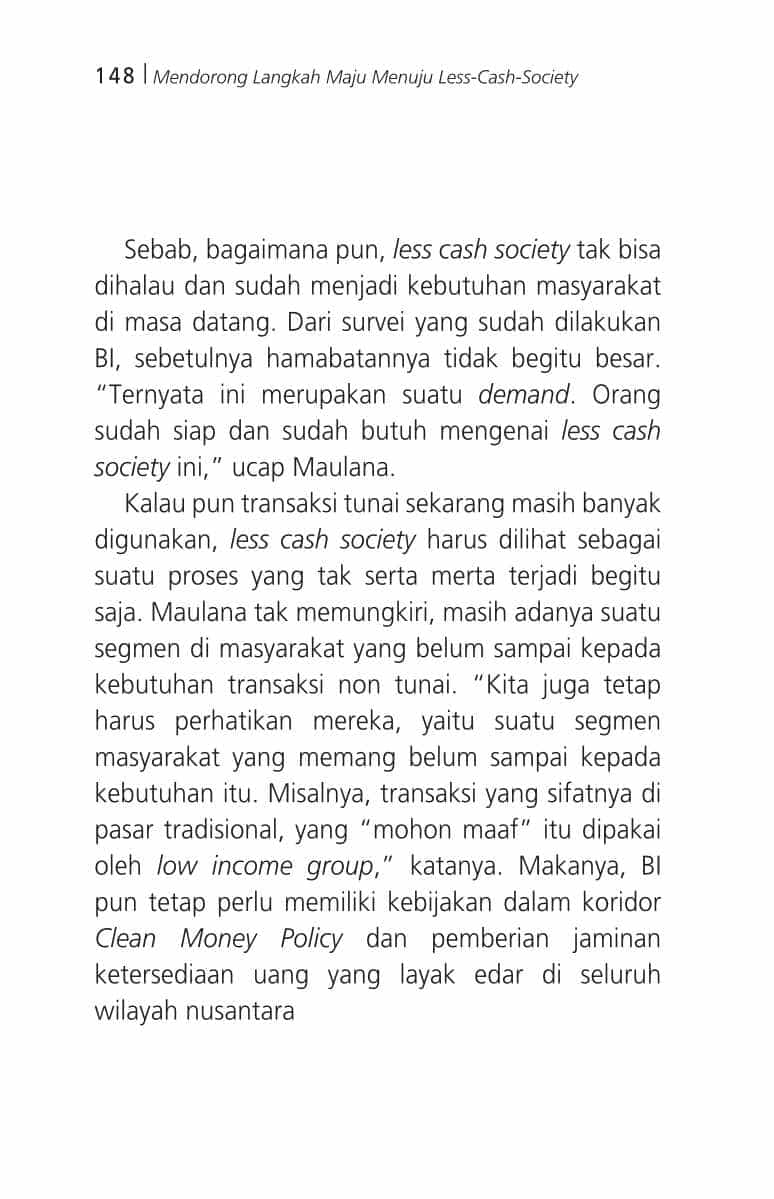 148 | Mendorong Langkah Maju Menuju Less-Cash-Society
Sebab, bagaimana pun, less cash society tak bisa
dihalau dan sudah menjadi kebutuhan masyarakat
di masa datang. Dari survei yang sudah dilakukan
BI, sebetulnya hamabatannya tidak begitu besar.
“Ternyata ini merupakan suatu demand. Orang
sudah siap dan sudah butuh mengenai less cash
society ini,” ucap Maulana.
Kalau pun transaksi tunai sekarang masih banyak
digunakan, less cash society harus dilihat sebagai
suatu proses yang tak serta merta terjadi begitu
saja. Maulana tak memungkiri, masih adanya suatu
segmen di masyarakat yang belum sampai kepada
kebutuhan transaksi non tunai. “Kita juga tetap
harus perhatikan mereka, yaitu suatu segmen
masyarakat yang memang belum sampai kepada
kebutuhan itu. Misalnya, transaksi yang sifatnya di
pasar tradisional, yang “mohon maaf” itu dipakai
oleh low income group,” katanya. Makanya, BI
pun tetap perlu memiliki kebijakan dalam koridor
Clean Money Policy dan pemberian jaminan
ketersediaan uang yang layak edar di seluruh
wilayah nusantara